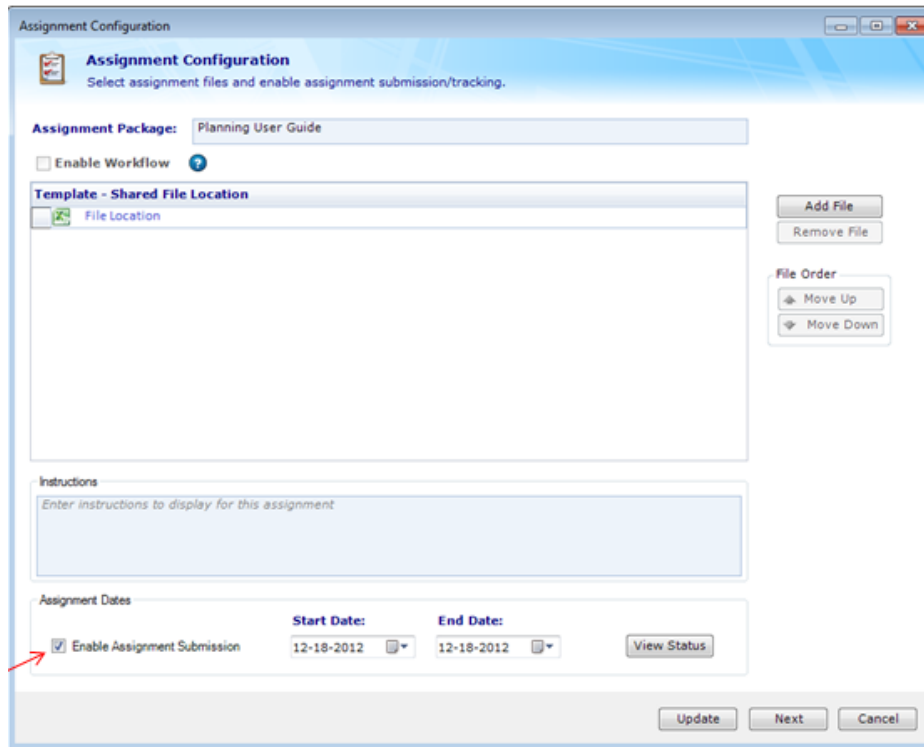 Assignment Configuration
Assignment Configuration
Select assignment files and enable assignment submission/tracking.
Assignment Package: Planning User Guide
Enable Workflow ?
Template - Shared File Location
File Location
Add File
Remove File
File Order
Move Up
Move Down
Instructions
Enter instructions to display for this assignment
Assignment Dates
Start Date: End Date:
Enable Assignment Submission 12-18-2012 12-18-2012 View Status
Update Next Cancel